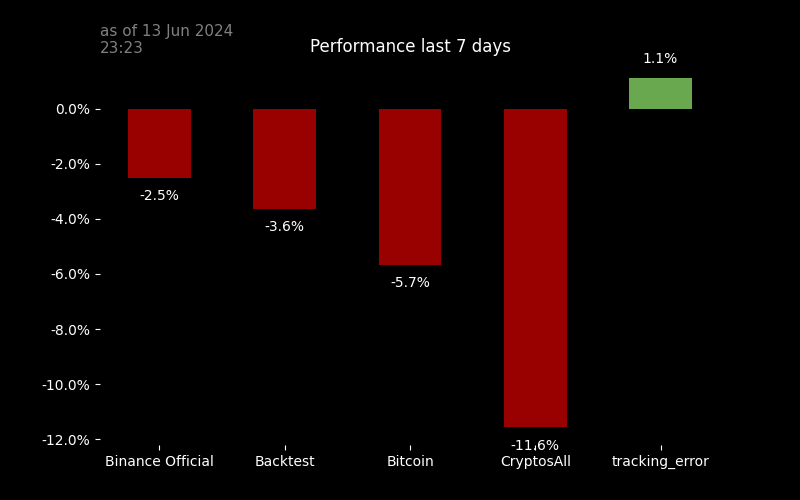 as of 13 Jun 2024
23:23
Performance last 7 days
1.1%
0.0%
-2.0%
-2.5%
-3.6%
-4.0%
-5.7%
-6.0%
-8.0%
-10.0%
-11.6%
-12.0%
Binance Official
Backtest
Bitcoin
CryptosAll
tracking_error